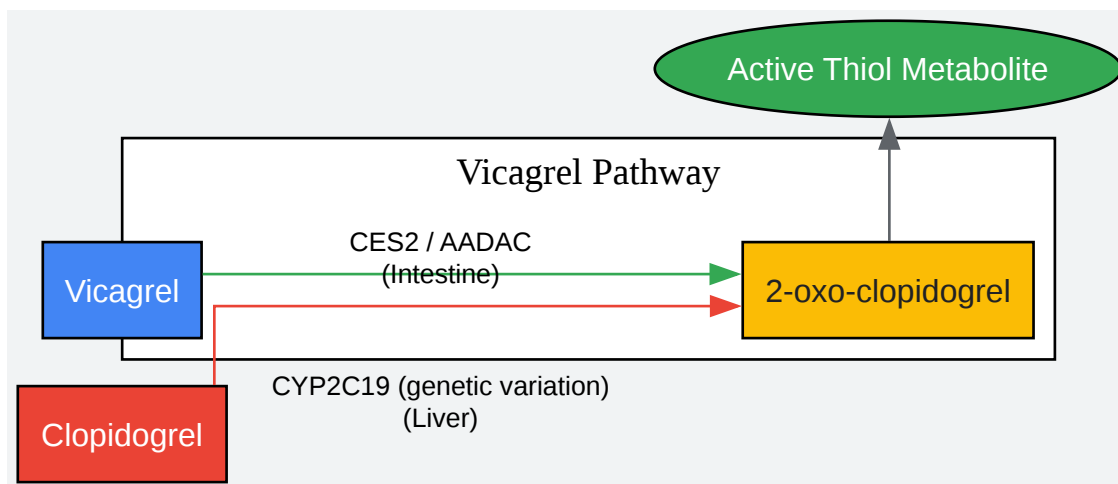 Active Thiol Metabolite
Vicagrel Pathway
CES2 / AADAC
(Intestine)
Vicagrel
2-oxo-clopidogrel
CYP2C19 (genetic variation)
(Liver)
Clopidogrel